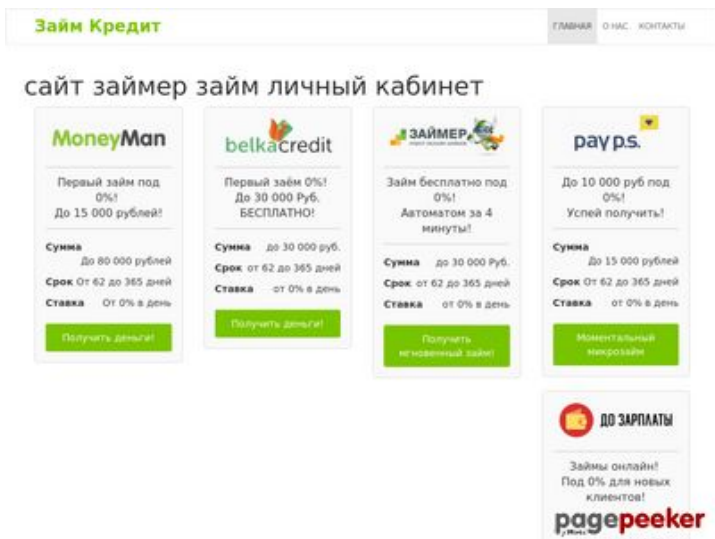 Займ Кредит
ГЛАВНАЯ О НАС КОНТАКТЫ
сайт займер займ личный кабинет
MoneyMan
Первый займ под
0%!
До 15 000 рублей!
Сумма
До 80 000 рублей
Срок От 62 до 365 дней
Ставка От 0% в день
Получить деньги!
belkacredit
Первый заём 0%!
До 30 000 Руб.
БЕСПЛАТНО!
Сумма до 30 000 руб.
Срок от 62 до 365 дней
Ставка от 0% в день
Получить деньги!
ЗАЙМЕР
Займ бесплатно под
0%!
Автоматом за 4
минуты!
Сумма до 30 000 Руб.
Срок от 62 до 365 дней
Ставка от 0% в день
Получить
мгновенный займ!
pay p.s.
До 10 000 руб под
0%!
Успей получить!
Сумма
До 15 000 рублей
Срок От 62 до 365 дней
Ставка от 0% в день
Моментальный
микрозайм
ДО ЗАРПЛАТЫ
Займы онлайн!
Под 0% для новых
клиентов!
pagepeeker